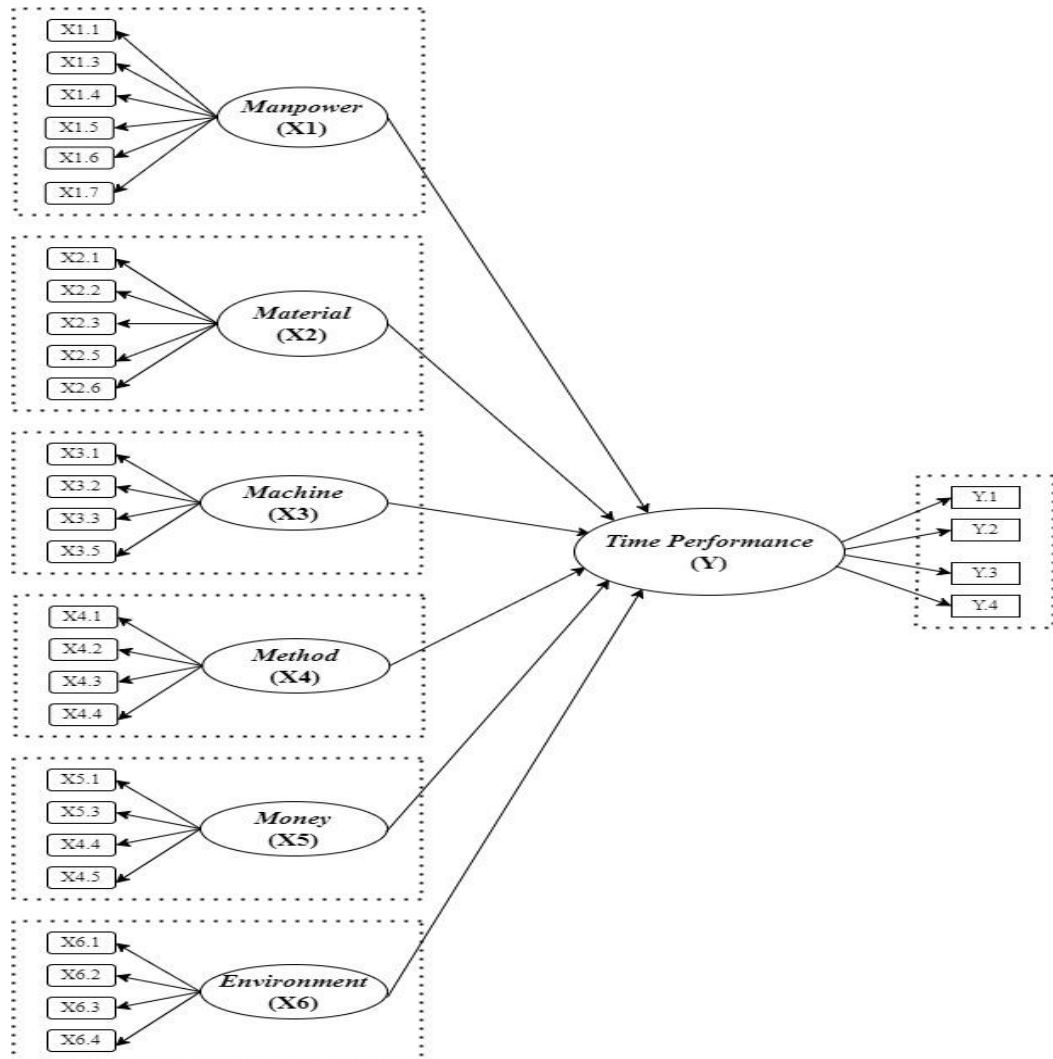 X1.1
X1.3
X1.4
X1.5
X1.6
X1.7
Manpower
(X1)
X2.1
X2.2
X2.3
X2.5
X2.6
Material
(X2)
X3.1
X3.2
X3.3
X3.5
Machine
(X3)
X4.1
X4.2
X4.3
X4.4
Method
(X4)
X5.1
X5.3
X4.4
X4.5
Money
(X5)
X6.1
X6.2
X6.3
X6.4
Environment
(X6)
Time Performance
(Y)
Y.1
Y.2
Y.3
Y.4